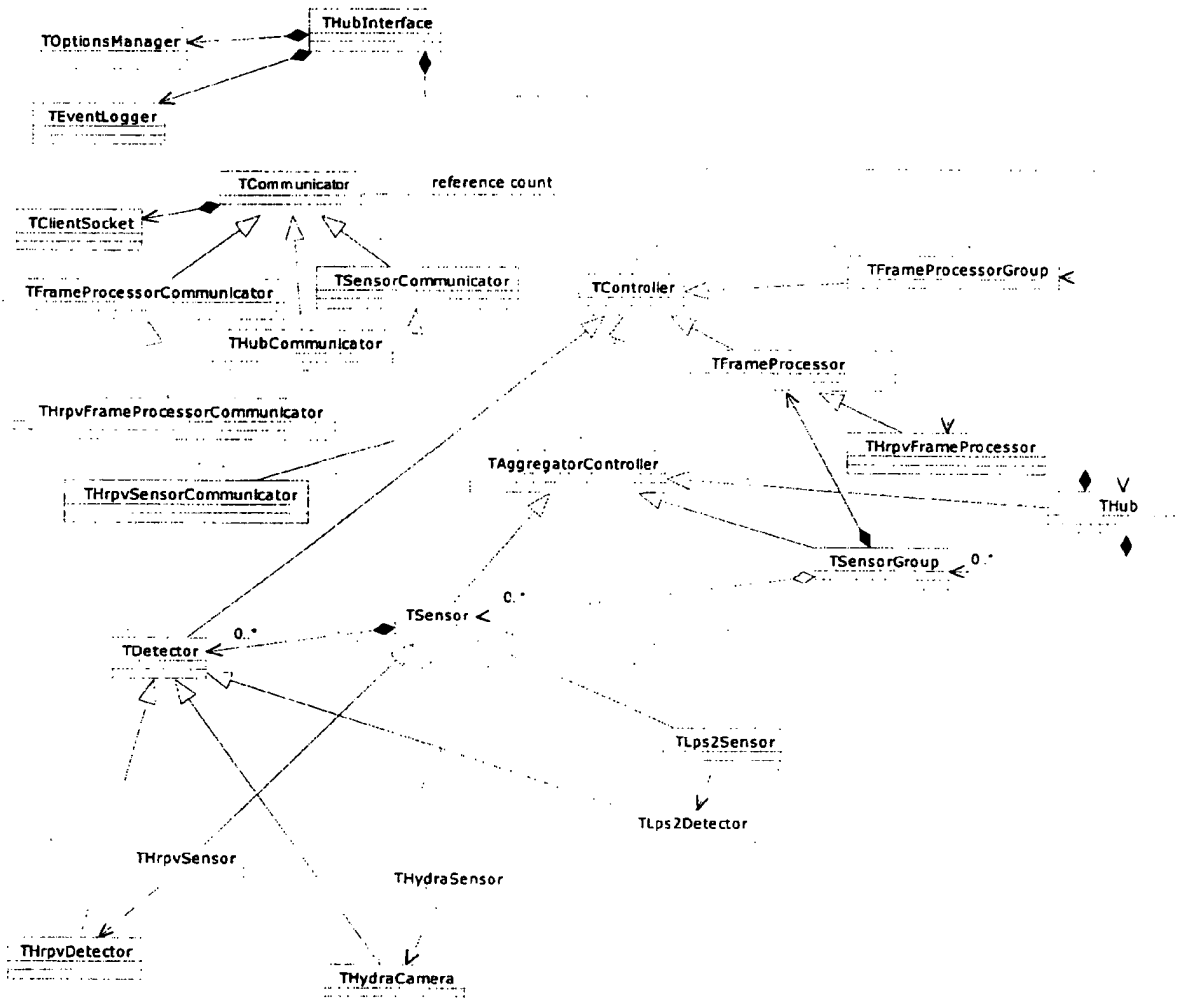 THubInterface
TOptionsManager
TEventLogger
TCommunicator
reference count
TClientSocket
TFrameProcessorGroup
TSensorCommunicator
TController
TFrameProcessorCommunicator
THubCommunicator
TFrameProcessor
THrpvFrameProcessorCommunicator
THrpvFrameProcessor
TAggregatorController
THrpvSensorCommunicator
THub
TSensorGroup
0..*
0..*
TSensor
0..*
TDetector
TLps2Sensor
TLps2Detector
THrpvSensor
THydraSensor
THrpvDetector
THydraCamera